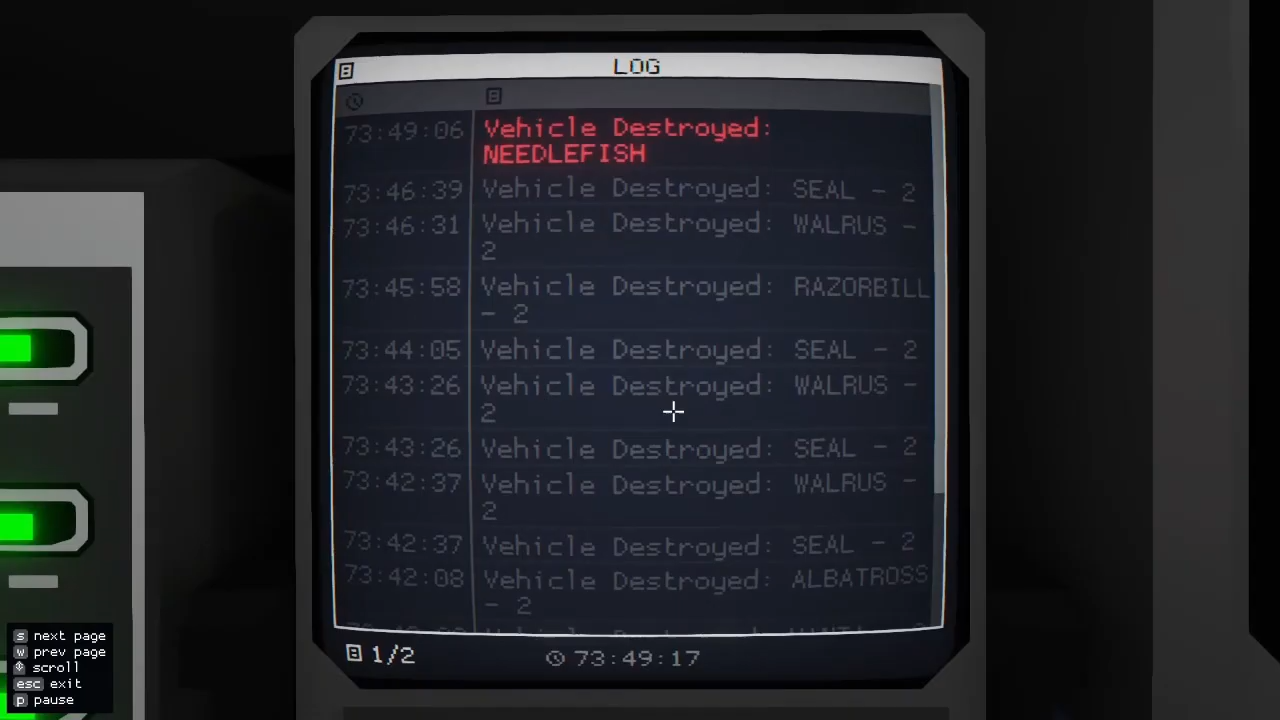 LOG
73:49:06 Vehicle Destroyed:
NEEDLEFISH
73:46:39 Vehicle Destroyed: SEAL - 2
73:46:31 Vehicle Destroyed: WALRUS -
2
73:45:58 Vehicle Destroyed: RAZORBILL
- 2
73:44:05 Vehicle Destroyed: SEAL - 2
73:43:26 Vehicle Destroyed: WALRUS -
2
73:43:26 Vehicle Destroyed: SEAL - 2
73:42:37 Vehicle Destroyed: WALRUS -
2
73:42:37 Vehicle Destroyed: SEAL - 2
73:42:08 Vehicle Destroyed: ALBATROSS
- 2
1/2
73:49:17
s next page
w prev page
scroll
esc exit
p pause